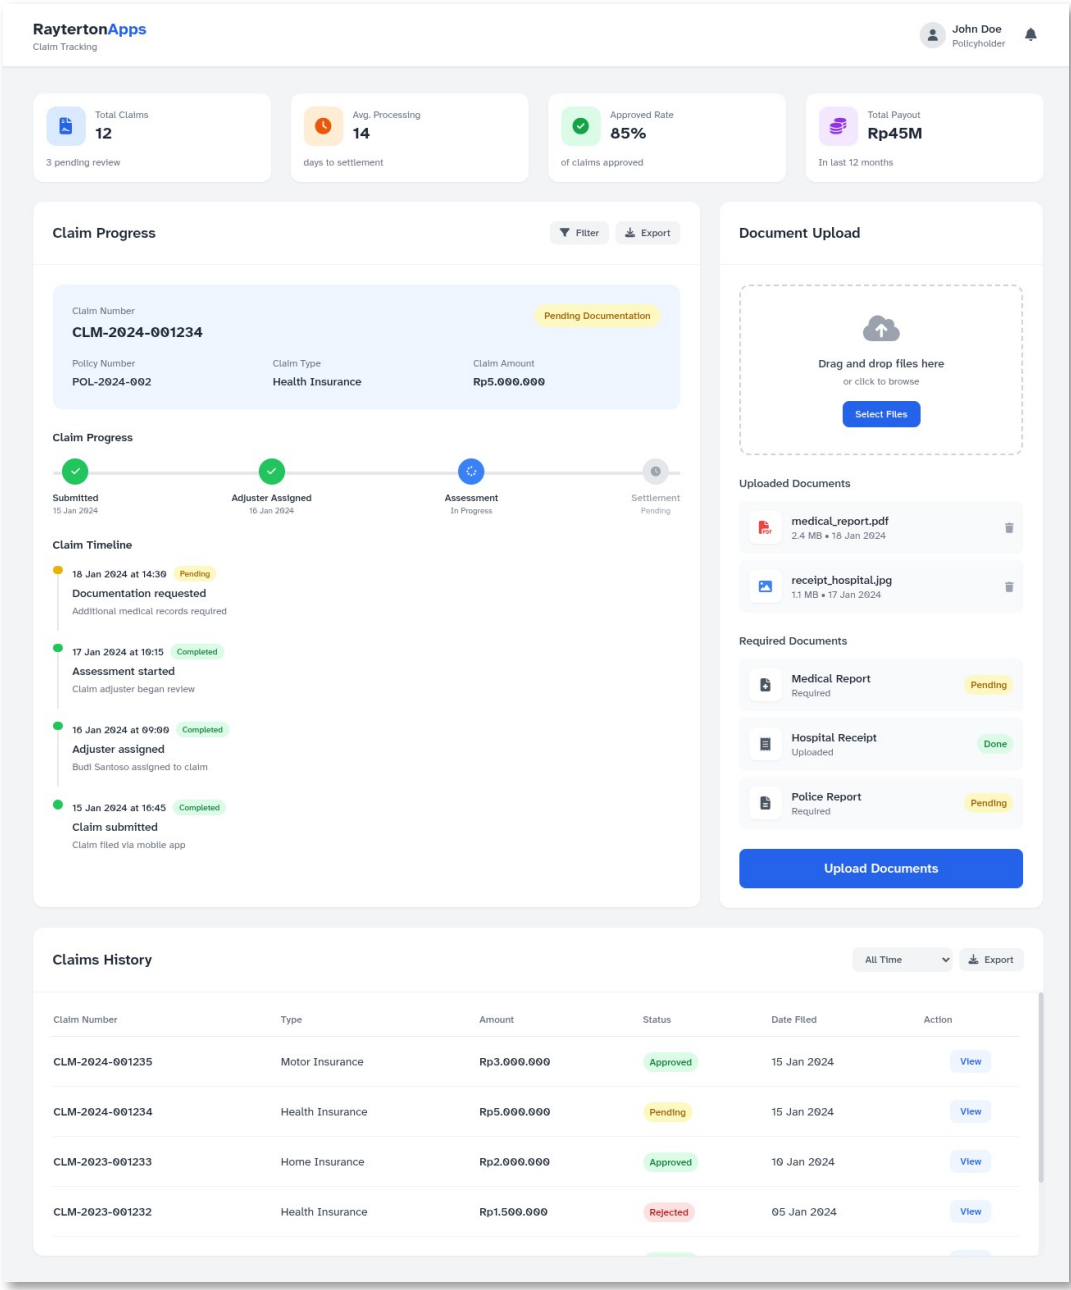 RaytertonApps
Claim Tracking
John Doe
Policyholder
Total Claims
12
3 pending review
Avg. Processing
14
days to settlement
Approved Rate
85%
of claims approved
Total Payout
Rp45M
In last 12 months
Claim Progress
Filter
Export
Claim Number
CLM-2024-001234
Pending Documentation
Policy Number
POL-2024-002
Claim Type
Health Insurance
Claim Amount
Rp5.000.000
Claim Progress
Submitted
15 Jan 2024
Adjuster Assigned
16 Jan 2024
Assessment
In Progress
Settlement
Pending
Claim Timeline
18 Jan 2024 at 14:30 Pending
Documentation requested
Additional medical records required
17 Jan 2024 at 10:15 Completed
Assessment started
Claim adjuster began review
16 Jan 2024 at 09:00 Completed
Adjuster assigned
Budi Santoso assigned to claim
15 Jan 2024 at 16:45 Completed
Claim submitted
Claim filed via mobile app
Document Upload
Drag and drop files here
or click to browse
Select Files
Uploaded Documents
PDF
medical_report.pdf
2.4 MB • 18 Jan 2024
receipt_hospital.jpg
1.1 MB • 17 Jan 2024
Required Documents
Medical Report
Required
Pending
Hospital Receipt
Uploaded
Done
Police Report
Required
Pending
Upload Documents
Claims History
All Time
Export
Claim Number Type Amount Status Date Filed Action
CLM-2024-001235 Motor Insurance Rp3.000.000 Approved 15 Jan 2024 View
CLM-2024-001234 Health Insurance Rp5.000.000 Pending 15 Jan 2024 View
CLM-2023-001233 Home Insurance Rp2.000.000 Approved 10 Jan 2024 View
CLM-2023-001232 Health Insurance Rp1.500.000 Rejected 05 Jan 2024 View